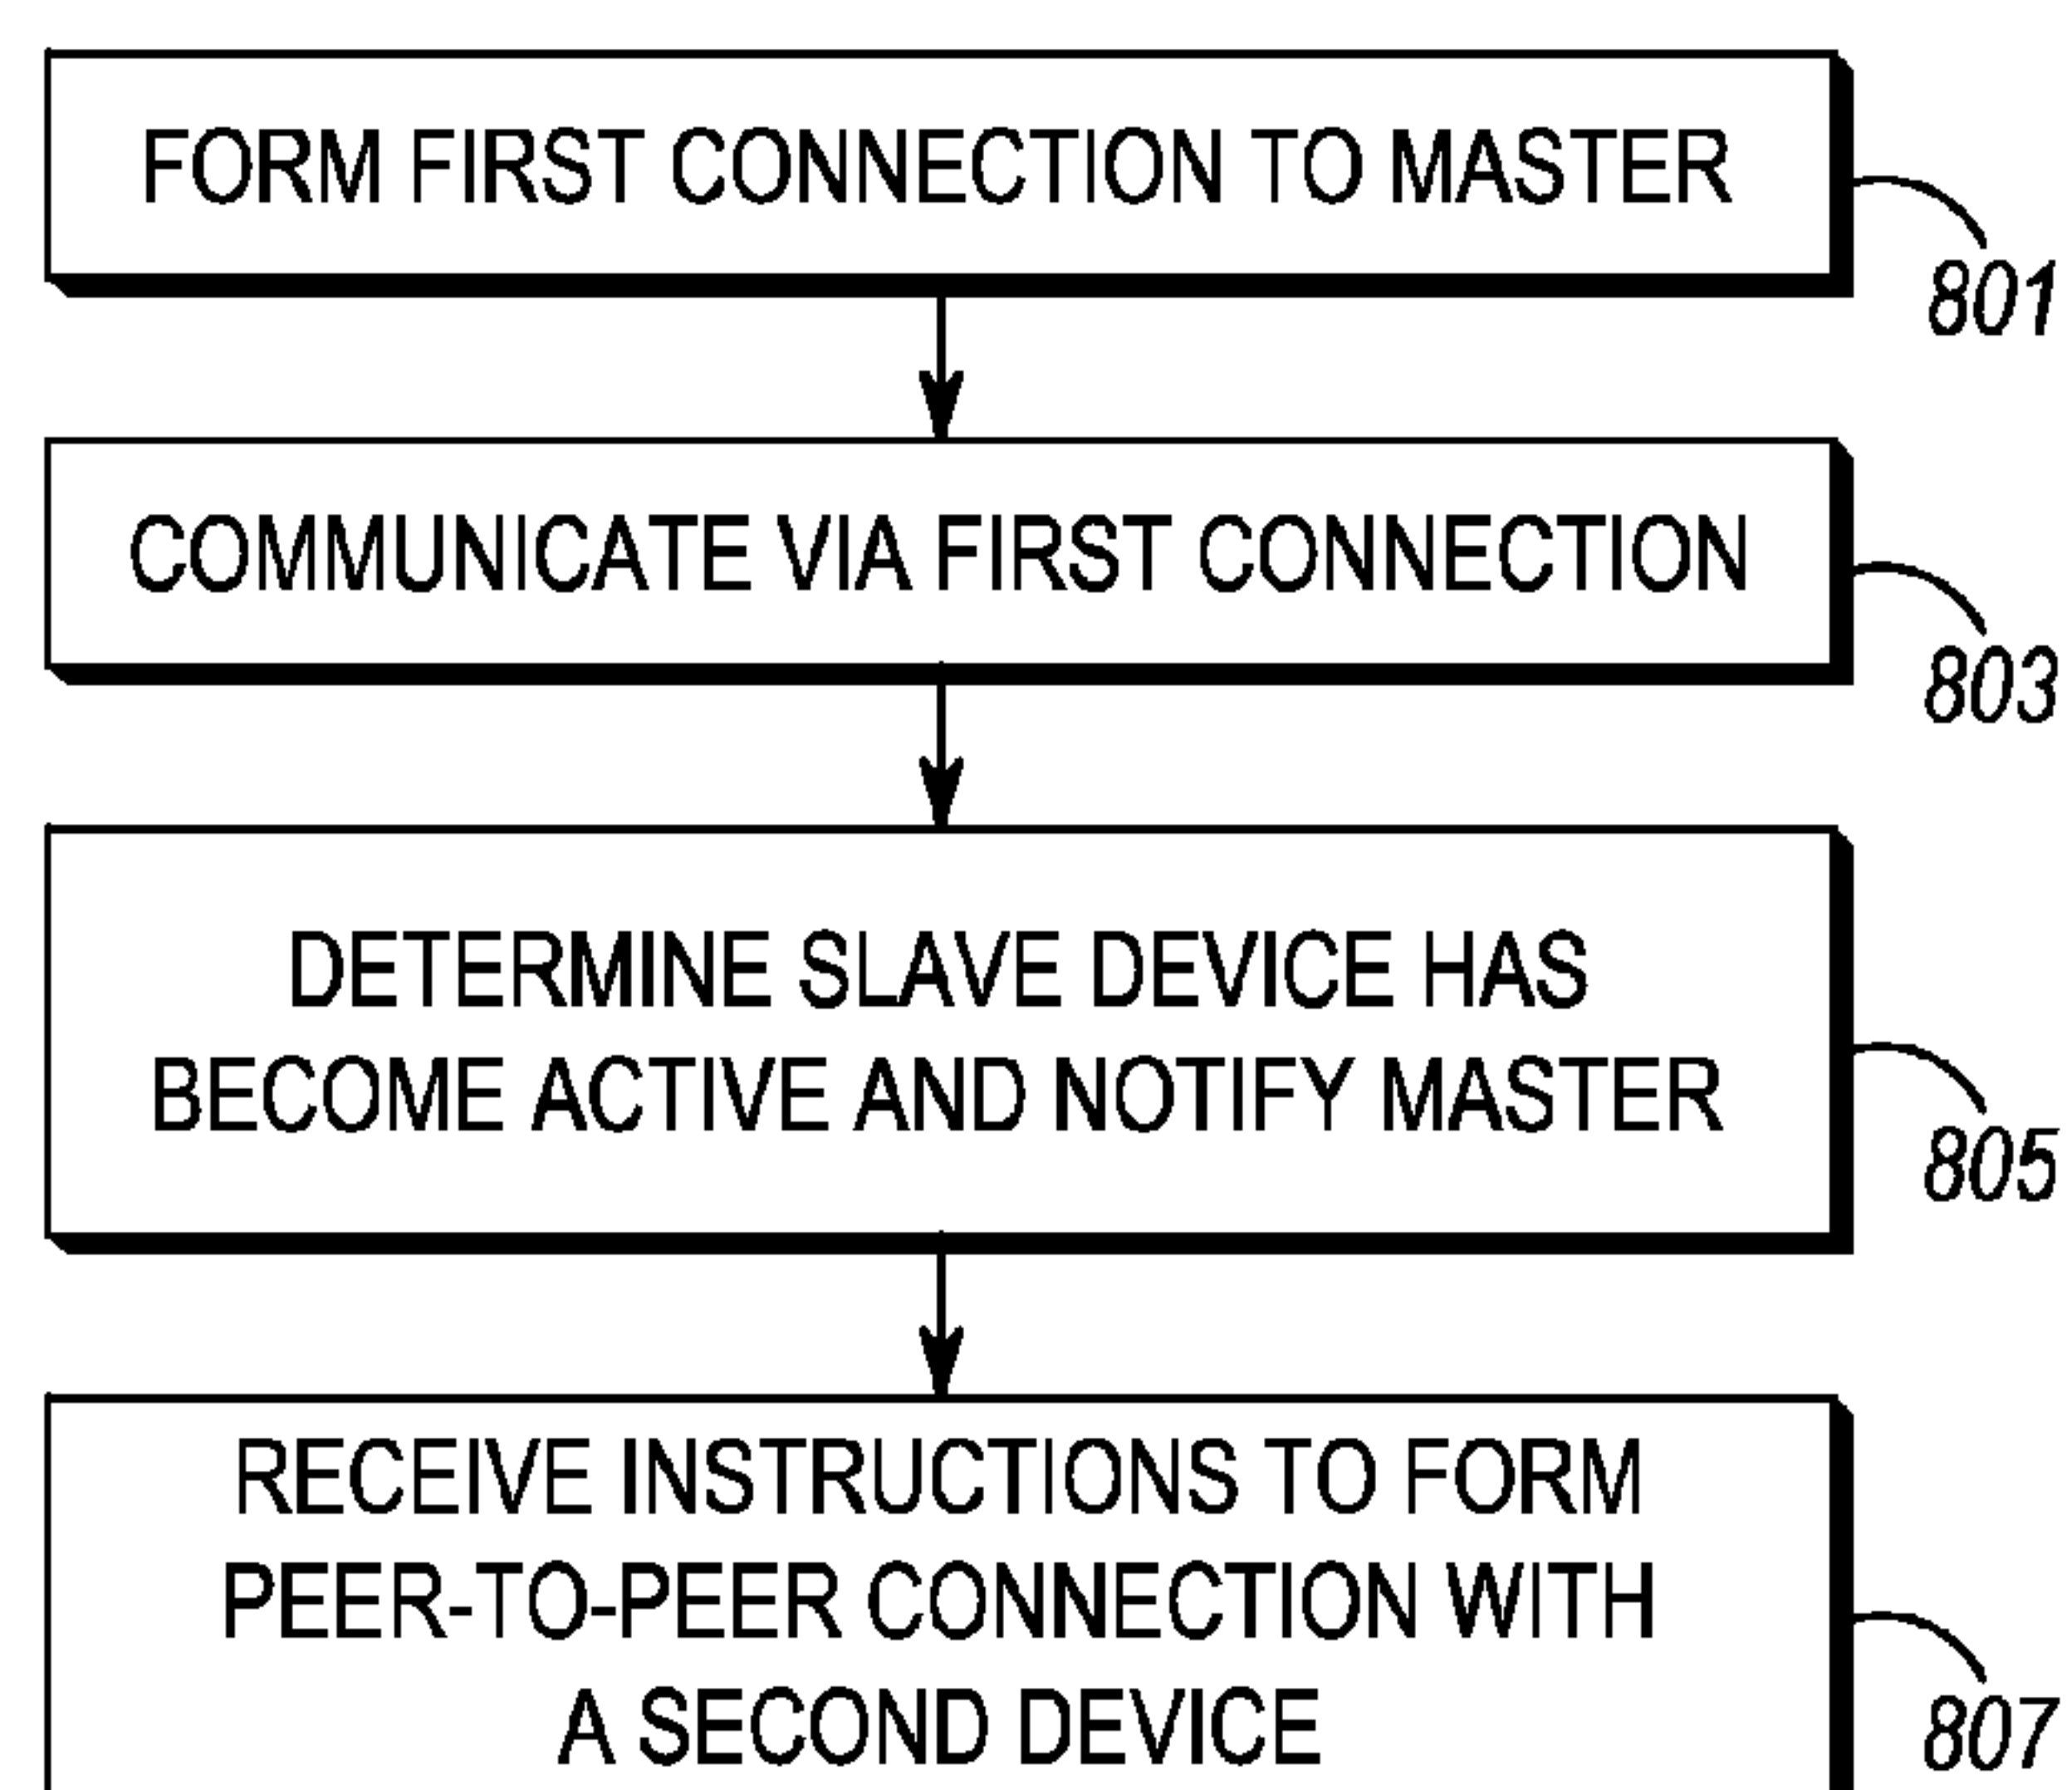 FORM FIRST CONNECTION TO MASTER
801
COMMUNICATE VIA FIRST CONNECTION
803
DETERMINE SLAVE DEVICE HAS
BECOME ACTIVE AND NOTIFY MASTER
805
RECEIVE INSTRUCTIONS TO FORM
PEER-TO-PEER CONNECTION WITH
A SECOND DEVICE
807